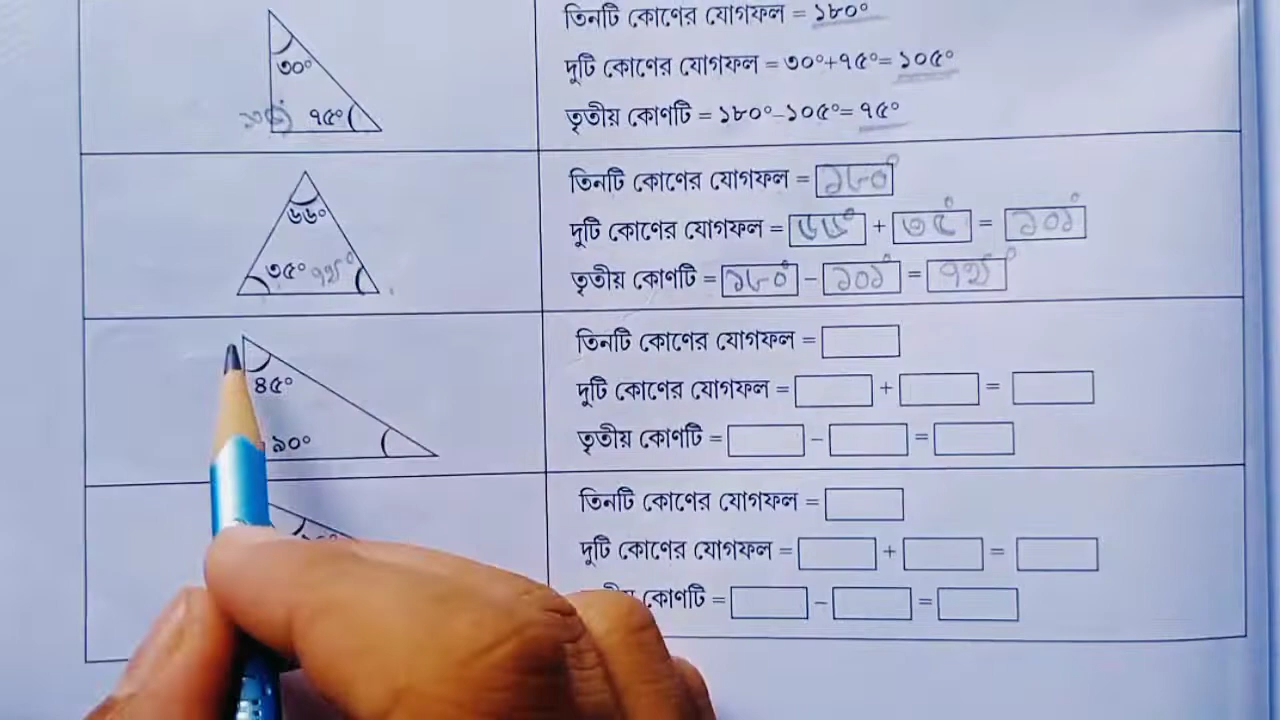 তিনটি কোণের যোগফল = ১৮০°
৩০°
দুটি কোণের যোগফল = ৩০°+৭৫°= ১০৫°
৭৫°
তৃতীয় কোণটি = ১৮০°-১০৫°= ৭৫°
তিনটি কোণের যোগফল = ১৮০°
৬৬°
দুটি কোণের যোগফল = ৬৬° + ৩৫° = ১০১°
৩৫° ৭৯°
তৃতীয় কোণটি = ১৮০° - ১০১° = ৭৯°
তিনটি কোণের যোগফল =
৪৫°
দুটি কোণের যোগফল = + =
৯০°
তৃতীয় কোণটি = - =
তিনটি কোণের যোগফল =
দুটি কোণের যোগফল = + =
কোণটি = - =